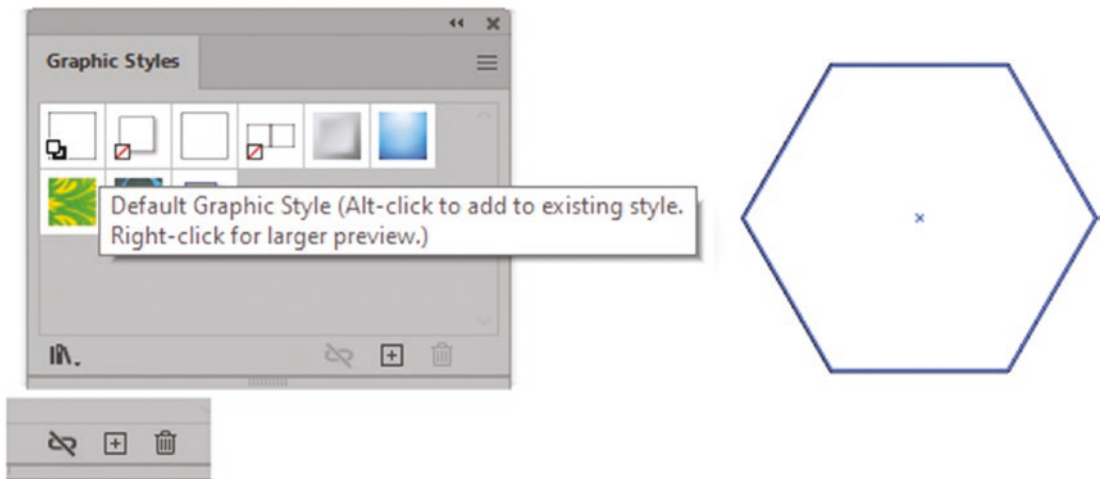 Graphic Styles
Default Graphic Style (Alt-click to add to existing style.
Right-click for larger preview.)